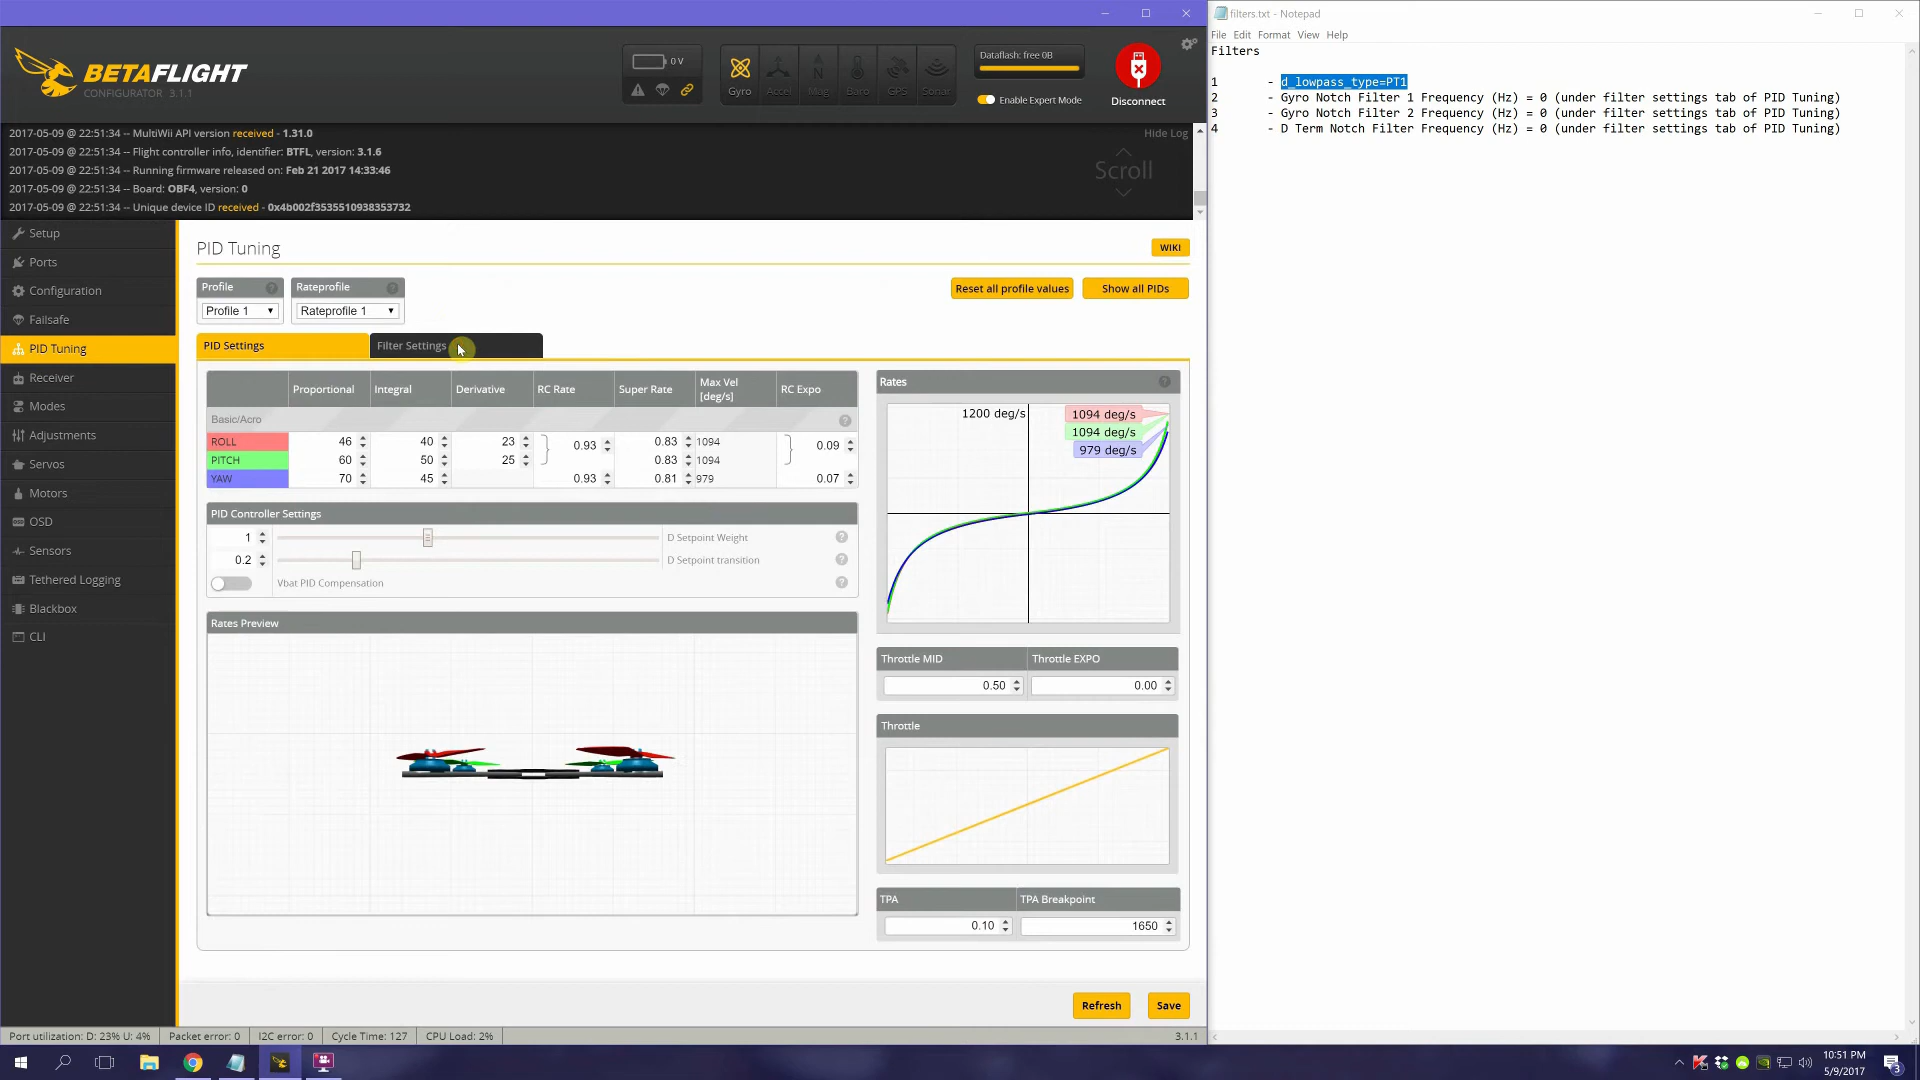 BETAFLIGHT
CONFIGURATOR 3.1.1
0 V
Gyro
Accel
Mag
Baro
GPS
Sonar
Dataflash: free 0B
Enable Expert Mode
Disconnect
2017-05-09 @ 22:51:34 -- MultiWii API version received - 1.31.0
Hide Log
2017-05-09 @ 22:51:34 -- Flight controller info, identifier: BTFL, version: 3.1.6
2017-05-09 @ 22:51:34 -- Running firmware released on: Feb 21 2017 14:33:46
Scroll
2017-05-09 @ 22:51:34 -- Board: OBF4, version: 0
2017-05-09 @ 22:51:34 -- Unique device ID received - 0x4b002f3535510938353732
Setup
Ports
Configuration
Failsafe
PID Tuning
Receiver
Modes
Adjustments
Servos
Motors
OSD
Sensors
Tethered Logging
Blackbox
CLI
PID Tuning
WIKI
Profile
Rateprofile
Profile 1
Rateprofile 1
Reset all profile values
Show all PIDs
PID Settings
Filter Settings
Proportional Integral Derivative RC Rate Super Rate Max Vel [deg/s] RC Expo
Basic/Acro
ROLL 46 40 23 0.93 0.83 1094 0.09
PITCH 60 50 25 0.83 1094
YAW 70 45 0.93 0.81 979 0.07
PID Controller Settings
1 D Setpoint Weight
0.2 D Setpoint transition
Vbat PID Compensation
Rates Preview
Rates
1200 deg/s
1094 deg/s
1094 deg/s
979 deg/s
Throttle MID Throttle EXPO
0.50 0.00
Throttle
TPA TPA Breakpoint
0.10 1650
Refresh
Save
Port utilization: D: 23% U: 4% Packet error: 0 I2C error: 0 Cycle Time: 127 CPU Load: 2% 3.1.1
filters.txt - Notepad
File Edit Format View Help
Filters
1 - d_lowpass_type=PT1
2 - Gyro Notch Filter 1 Frequency (Hz) = 0 (under filter settings tab of PID Tuning)
3 - Gyro Notch Filter 2 Frequency (Hz) = 0 (under filter settings tab of PID Tuning)
4 - D Term Notch Filter Frequency (Hz) = 0 (under filter settings tab of PID Tuning)
10:51 PM
5/9/2017
3